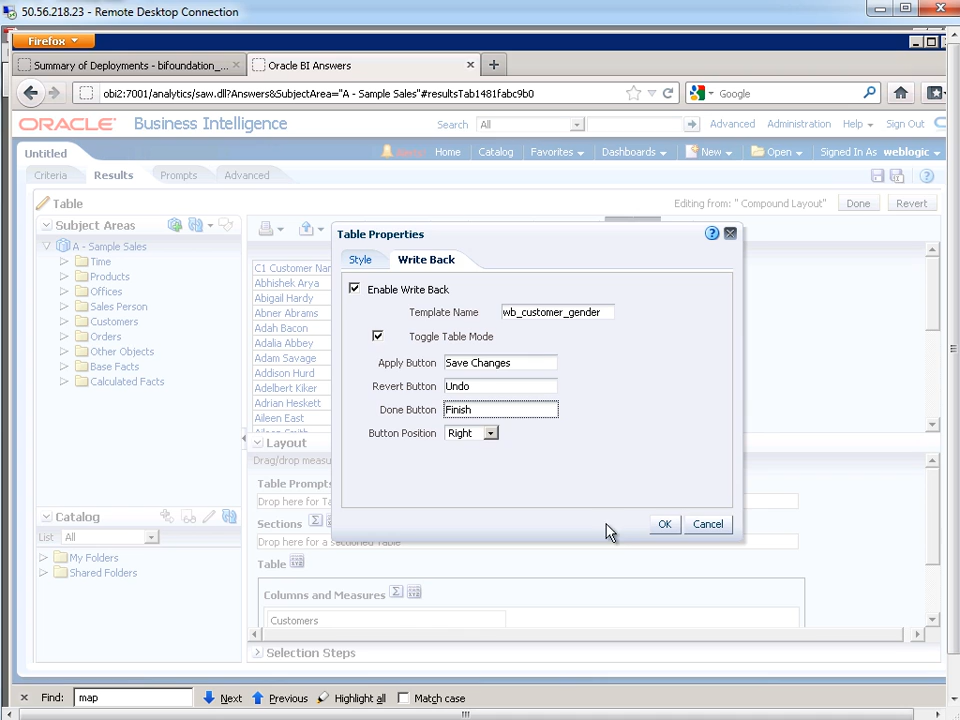 50.56.218.23 - Remote Desktop Connection
Firefox
Summary of Deployments - bifoundation_...
Oracle BI Answers
obi2:7001/analytics/saw.dll?Answers&SubjectArea="A - Sample Sales"#resultsTab1481fabc9b0
Google
ORACLE Business Intelligence
Search All Advanced Administration Help Sign Out
Untitled
Home Catalog Favorites Dashboards New Open Signed In As weblogic
Criteria Results Prompts Advanced
Table
Editing from: "Compound Layout" Done Revert
Subject Areas
A - Sample Sales
Time
Products
Offices
Sales Person
Customers
Orders
Other Objects
Base Facts
Calculated Facts
C1 Customer Nar
Abhishek Arya
Abigail Hardy
Abner Abrams
Adah Bacon
Adalia Abbey
Adam Savage
Addison Hurd
Adelbert Kiker
Adrian Heskett
Aileen East
Table Properties
Style Write Back
Enable Write Back
Template Name wb_customer_gender
Toggle Table Mode
Apply Button Save Changes
Revert Button Undo
Done Button Finish
Button Position Right
OK Cancel
Layout
Drag/drop measu
Table Prompts
Drop here for Ta
Sections
Drop here for a sectioned Table
Table
Columns and Measures
Customers
Selection Steps
Catalog
List All
My Folders
Shared Folders
Find: map Next Previous Highlight all Match case